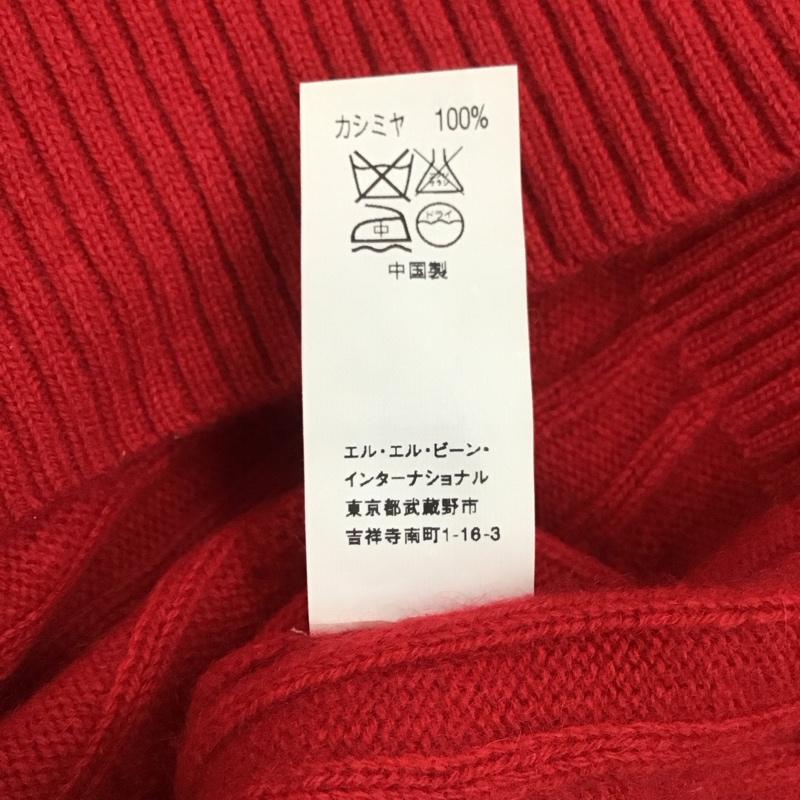 カシミヤ 100%
中 ドライ
中国製
エル・エル・ビーン・
インターナショナル
東京都武蔵野市
吉祥寺南町1-16-3